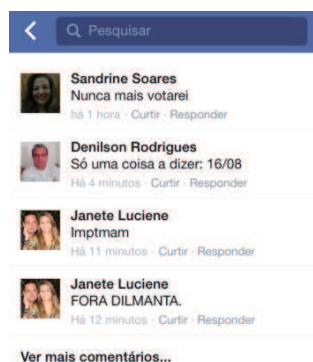 Pesquisar
Sandrine Soares
Nunca mais votarei
há 1 hora · Curtir · Responder
Denilson Rodrigues
Só uma coisa a dizer: 16/08
Há 4 minutos · Curtir · Responder
Janete Luciene
Imptmam
Há 11 minutos · Curtir · Responder
Janete Luciene
FORA DILMANTA.
Há 12 minutos · Curtir · Responder
Ver mais comentários...